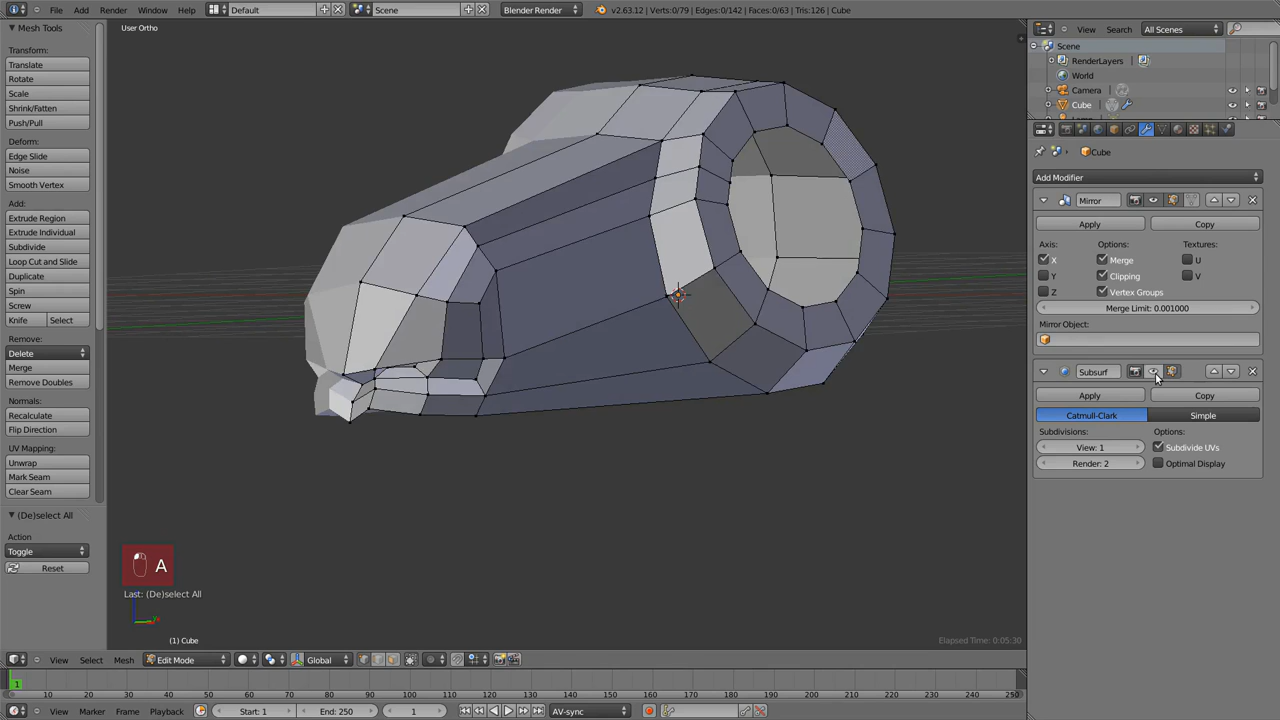 File Add Render Window Help Default Scene Blender Render v2.63.12 | Verts:0/79 | Edges:0/142 | Faces:0/63 | Tris:126 | Cube
Mesh Tools
Transform:
Translate
Rotate
Scale
Shrink/Fatten
Push/Pull
Deform:
Edge Slide
Noise
Smooth Vertex
Add:
Extrude Region
Extrude Individual
Subdivide
Loop Cut and Slide
Duplicate
Spin
Screw
Knife Select
Remove:
Delete
Merge
Remove Doubles
Normals:
Recalculate
Flip Direction
UV Mapping:
Unwrap
Mark Seam
Clear Seam
(De)select All
Action
Toggle
Reset
User Ortho
A
Last: (De)select All
(1) Cube
Elapsed Time: 0:05:30
View Search All Scenes
Scene
RenderLayers
World
Camera
Cube
Cube
Add Modifier
Mirror
Apply Copy
Axis: Options: Textures:
X Merge U
Y Clipping V
Z Vertex Groups
Merge Limit: 0.001000
Mirror Object:
Subsurf
Apply Copy
Catmull-Clark Simple
Subdivisions: Options:
View: 1 Subdivide UVs
Render: 2 Optimal Display
View Select Mesh Edit Mode Global
1
0 10 20 30 40 50 60 70 80 90 100 110 120 130 140 150 160 170 180 190 200 210 220 230 240 250
View Marker Frame Playback Start: 1 End: 250 1 AV-sync